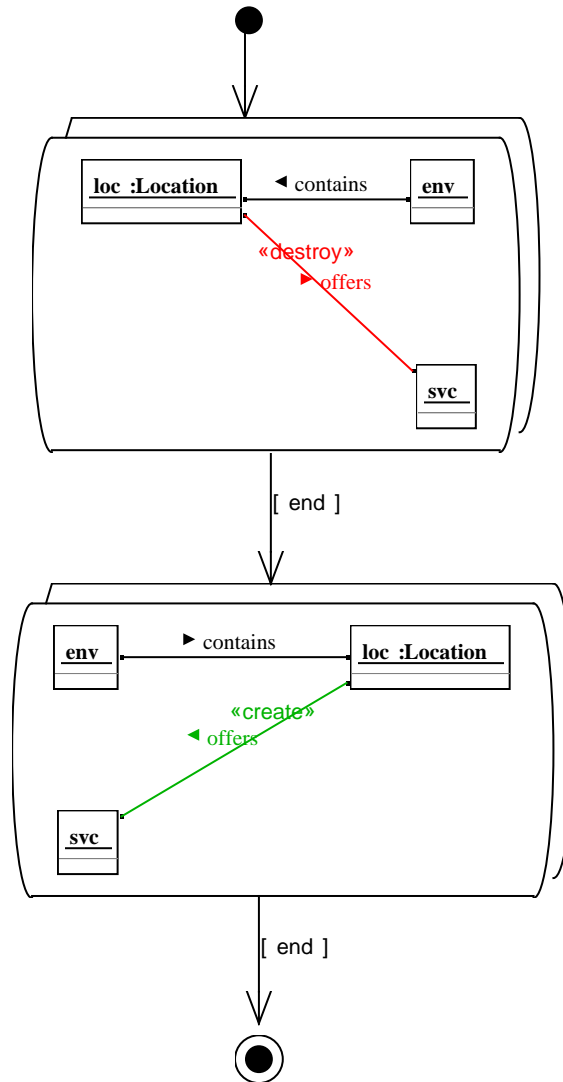 loc :Location
◄ contains
env
«destroy»
► offers
svc
[ end ]
env
► contains
loc :Location
«create»
◄ offers
svc
[ end ]